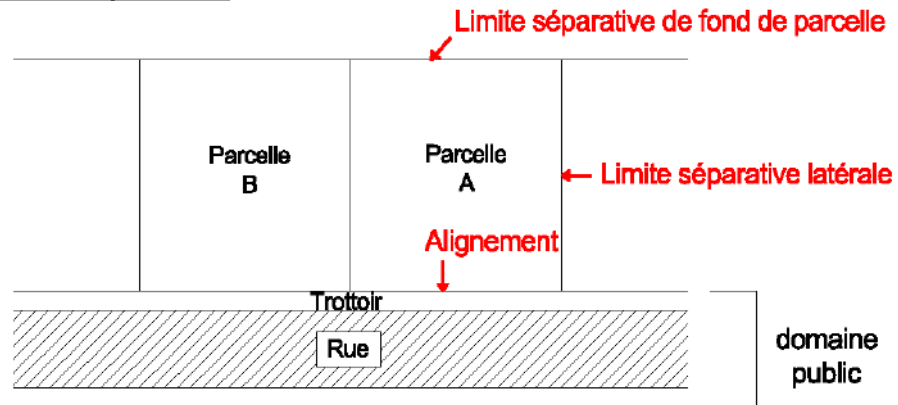 Limite séparative de fond de parcelle
Parcelle
B
Parcelle
A
Limite séparative latérale
Alignement
Trottoir
Rue
domaine
public